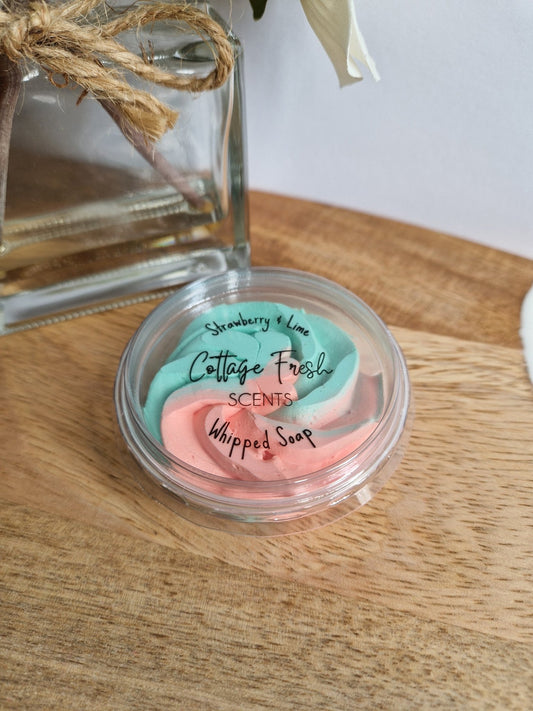 Strawberry & Lime
Cottage Fresh
SCENTS
Whipped Soap